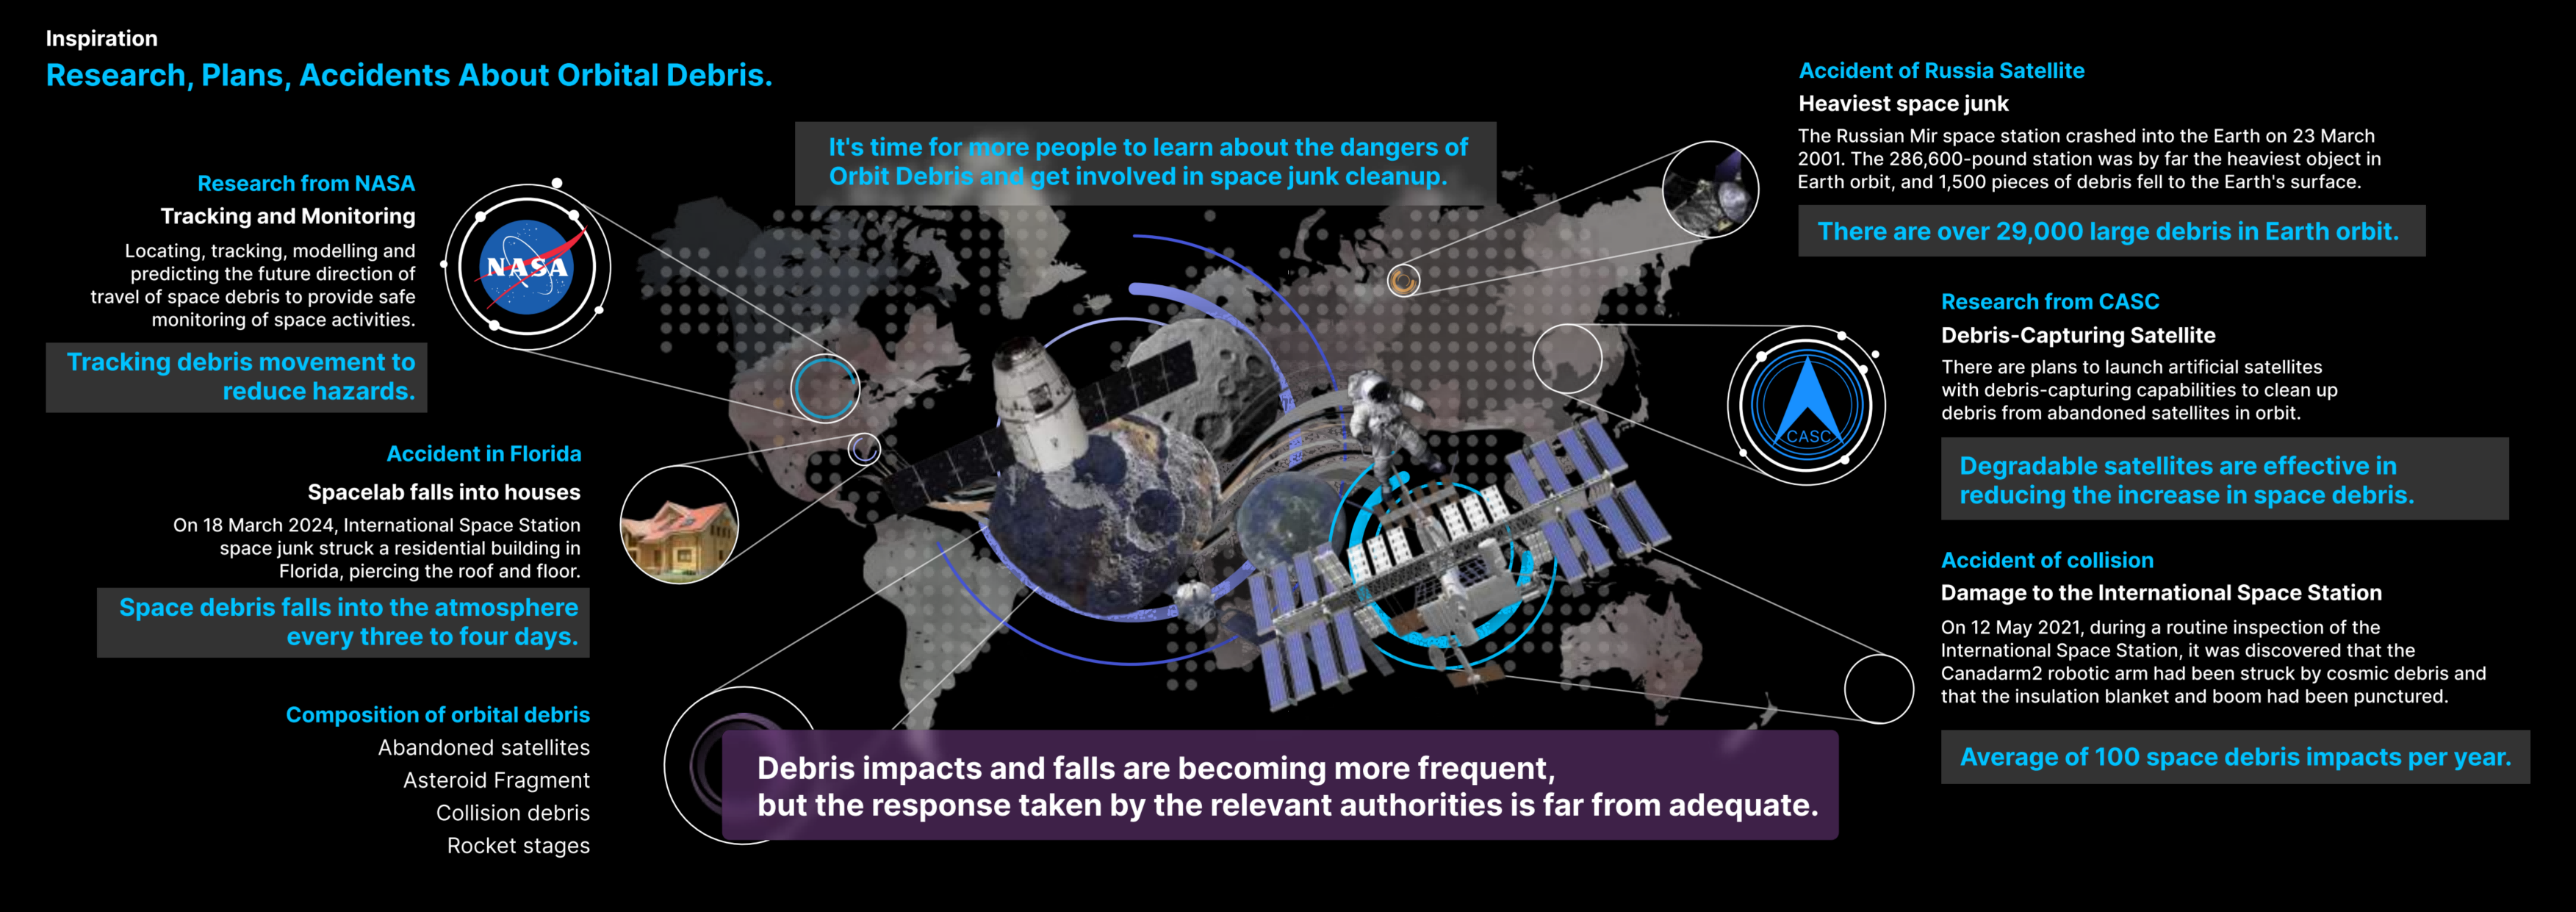 Inspiration
Research, Plans, Accidents About Orbital Debris.
It's time for more people to learn about the dangers of
Orbit Debris and get involved in space junk cleanup.
Research from NASA
Tracking and Monitoring
Locating, tracking, modelling and
predicting the future direction of
travel of space debris to provide safe
monitoring of space activities.
Tracking debris movement to
reduce hazards.
NASA
Accident in Florida
Spacelab falls into houses
On 18 March 2024, International Space Station
space junk struck a residential building in
Florida, piercing the roof and floor.
Space debris falls into the atmosphere
every three to four days.
Composition of orbital debris
Abandoned satellites
Asteroid Fragment
Collision debris
Rocket stages
Accident of Russia Satellite
Heaviest space junk
The Russian Mir space station crashed into the Earth on 23 March
2001. The 286,600-pound station was by far the heaviest object in
Earth orbit, and 1,500 pieces of debris fell to the Earth's surface.
There are over 29,000 large debris in Earth orbit.
Research from CASC
Debris-Capturing Satellite
There are plans to launch artificial satellites
with debris-capturing capabilities to clean up
debris from abandoned satellites in orbit.
CASC
Degradable satellites are effective in
reducing the increase in space debris.
Accident of collision
Damage to the International Space Station
On 12 May 2021, during a routine inspection of the
International Space Station, it was discovered that the
Canadarm2 robotic arm had been struck by cosmic debris and
that the insulation blanket and boom had been punctured.
Average of 100 space debris impacts per year.
Debris impacts and falls are becoming more frequent,
but the response taken by the relevant authorities is far from adequate.